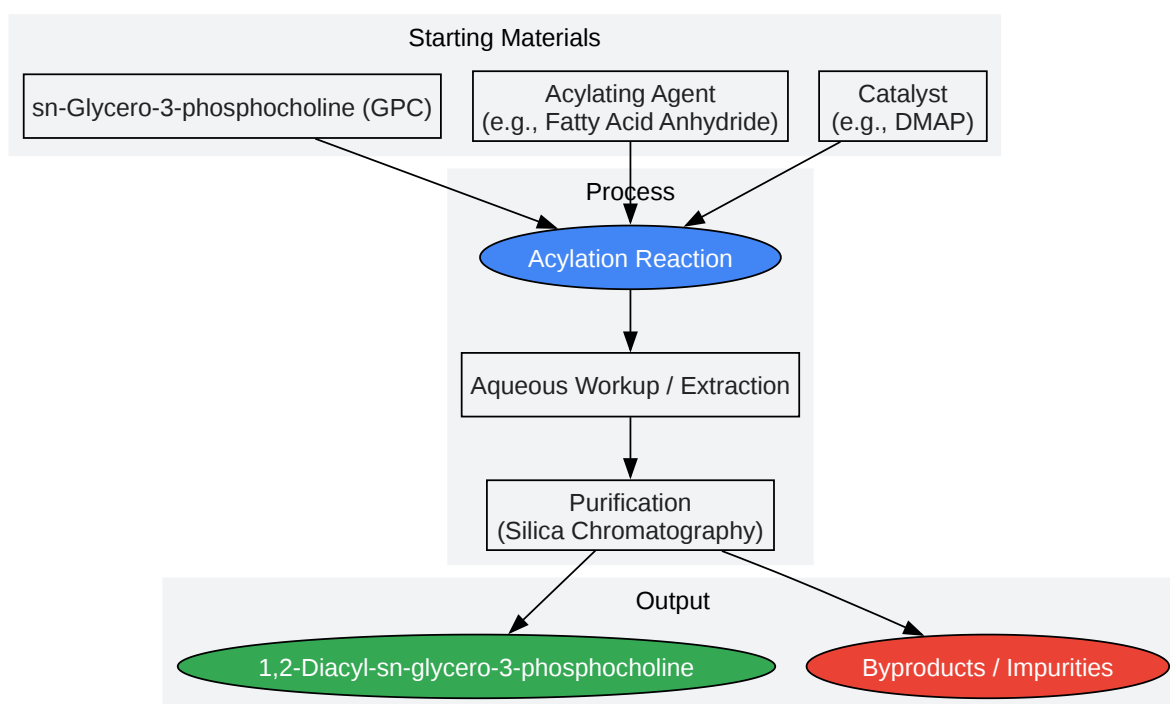 Starting Materials
sn-Glycero-3-phosphocholine (GPC)
Acylating Agent
(e.g., Fatty Acid Anhydride)
Catalyst
(e.g., DMAP)
Process
Acylation Reaction
Aqueous Workup / Extraction
Purification
(Silica Chromatography)
Output
1,2-Diacyl-sn-glycero-3-phosphocholine
Byproducts / Impurities